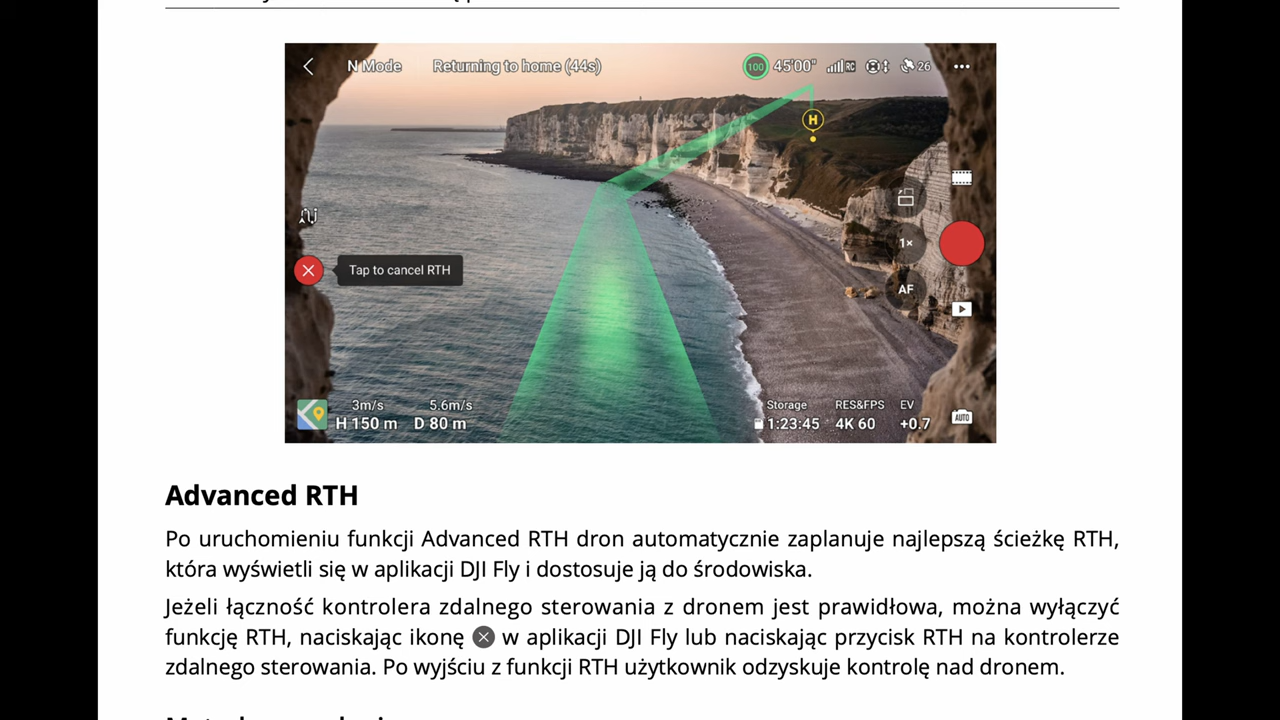 N Mode
Returning to home (44s)
100
45'00"
RC
26
H
Tap to cancel RTH
1×
AF
3m/s
5.6m/s
H 150 m
D 80 m
Storage
RES&FPS
EV
1:23:45
4K 60
+0.7
AUTO
Advanced RTH
Po uruchomieniu funkcji Advanced RTH dron automatycznie zaplanuje najlepszą ścieżkę RTH,
która wyświetli się w aplikacji DJI Fly i dostosuje ją do środowiska.
Jeżeli łączność kontrolera zdalnego sterowania z dronem jest prawidłowa, można wyłączyć
funkcję RTH, naciskając ikonę w aplikacji DJI Fly lub naciskając przycisk RTH na kontrolerze
zdalnego sterowania. Po wyjściu z funkcji RTH użytkownik odzyskuje kontrolę nad dronem.